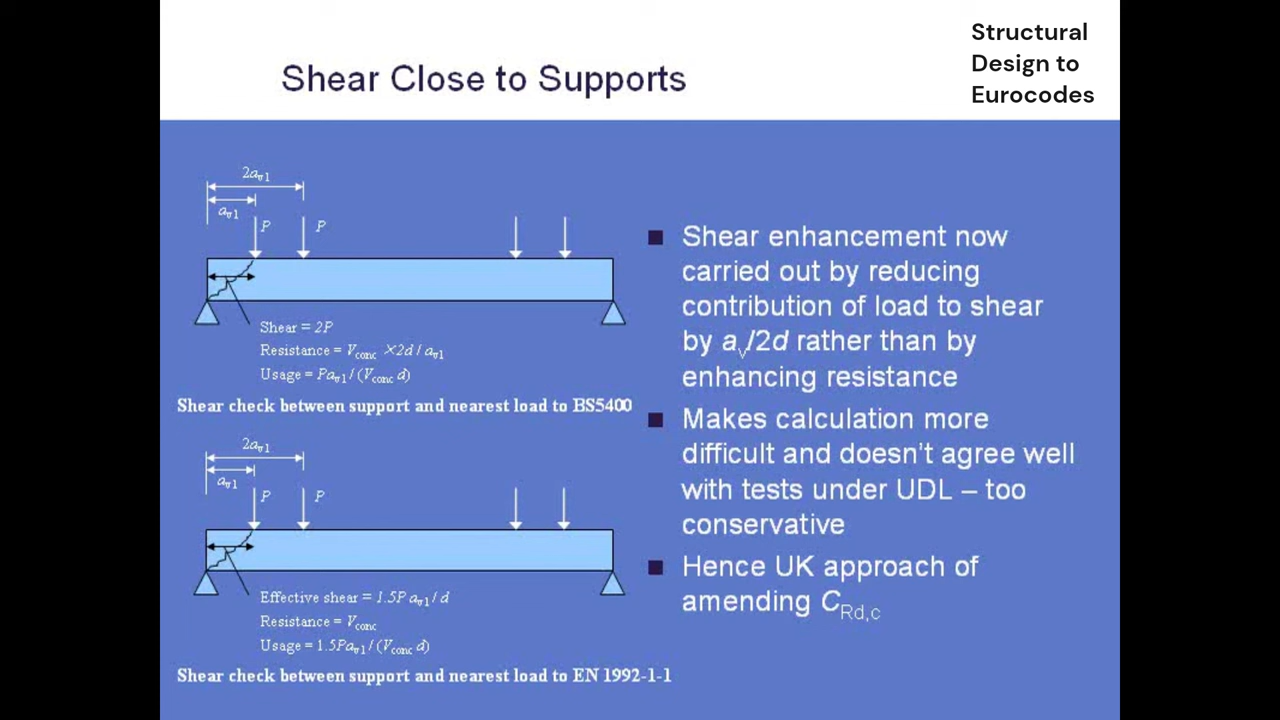 Structural
Design to
Eurocodes
Shear Close to Supports
2av1
av1
P
P
Shear = 2P
Resistance = Vconc ×2d / av1
Usage = Pav1 / (Vconc d)
Shear check between support and nearest load to BS5400
2av1
av1
P
P
Effective shear = 1.5P av1 / d
Resistance = Vconc
Usage = 1.5Pav1 / (Vconc d)
Shear check between support and nearest load to EN 1992-1-1
■ Shear enhancement now
carried out by reducing
contribution of load to shear
by av/2d rather than by
enhancing resistance
■ Makes calculation more
difficult and doesn't agree well
with tests under UDL – too
conservative
■ Hence UK approach of
amending CRd,c